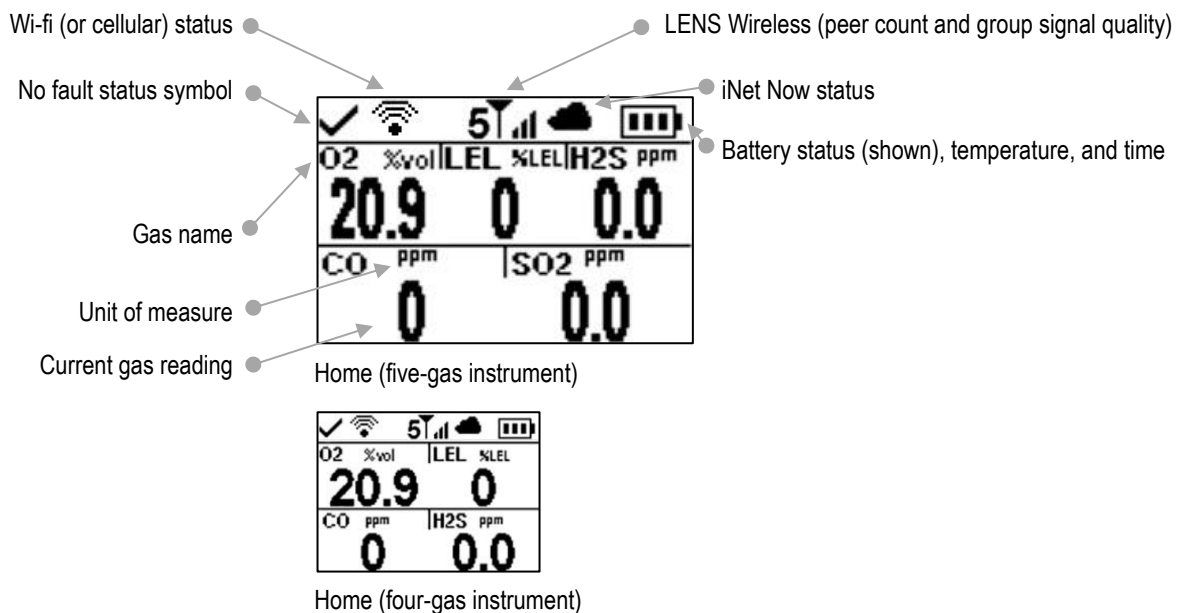 Wi-fi (or cellular) status
LENS Wireless (peer count and group signal quality)
No fault status symbol
iNet Now status
5
Battery status (shown), temperature, and time
O2 %vol LEL %LEL H2S ppm
20.9 0 0.0
Gas name
CO ppm SO2 ppm
Unit of measure
0 0.0
Current gas reading
Home (five-gas instrument)
5
O2 %vol LEL %LEL
20.9 0
CO ppm H2S ppm
0 0.0
Home (four-gas instrument)